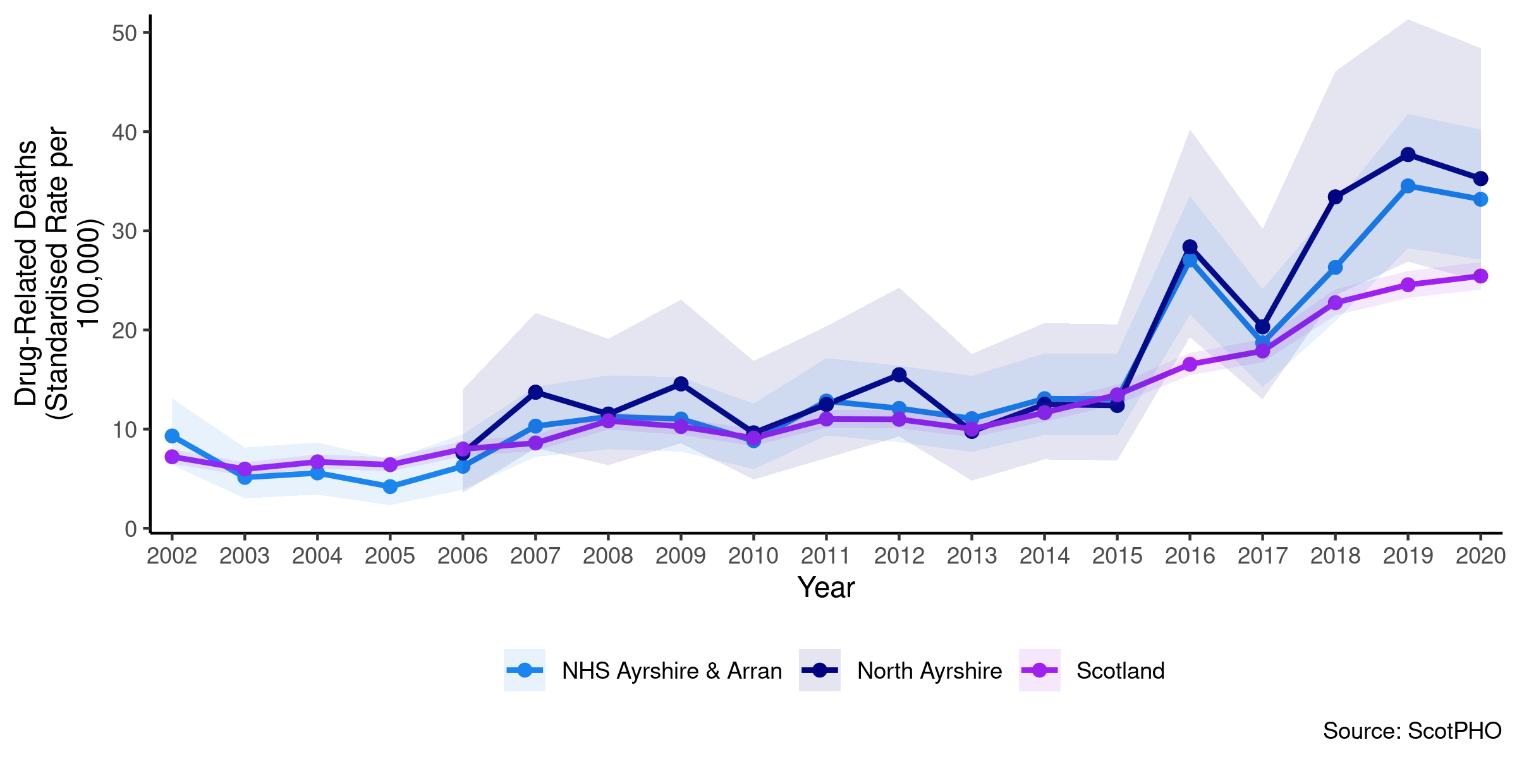 Drug-Related Deaths
(Standardised Rate per
100,000)
50
40
30
20
10
0
2002 2003 2004 2005 2006 2007 2008 2009 2010 2011 2012 2013 2014 2015 2016 2017 2018 2019 2020
Year
NHS Ayrshire & Arran North Ayrshire Scotland
Source: ScotPHO